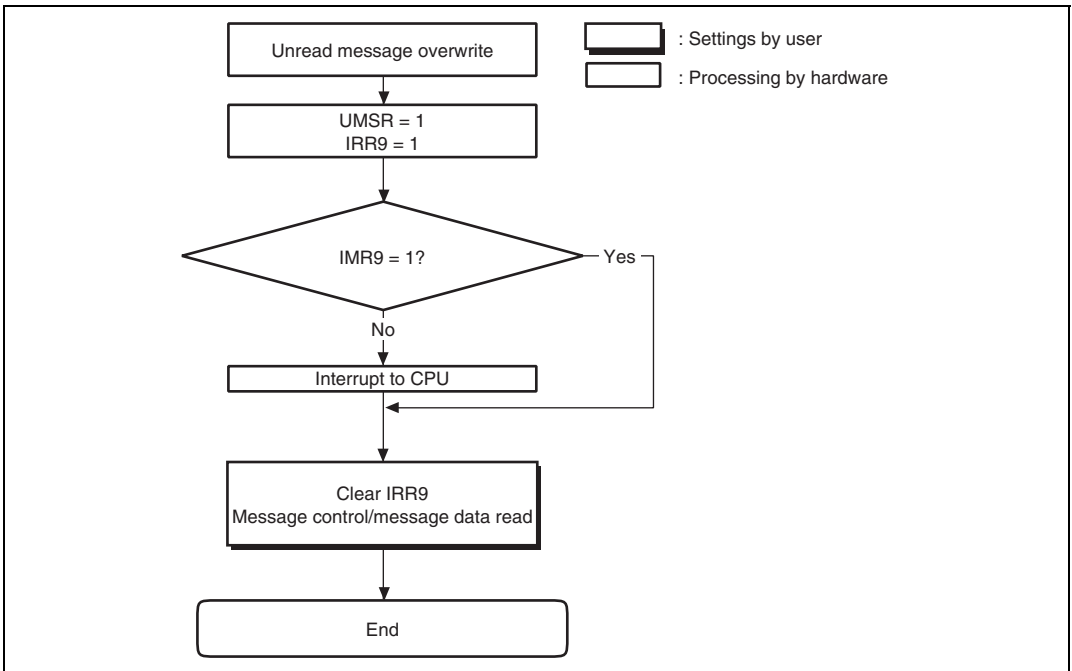 Unread message overwrite
: Settings by user
: Processing by hardware
UMSR = 1
IRR9 = 1
IMR9 = 1?
Yes
No
Interrupt to CPU
Clear IRR9
Message control/message data read
End